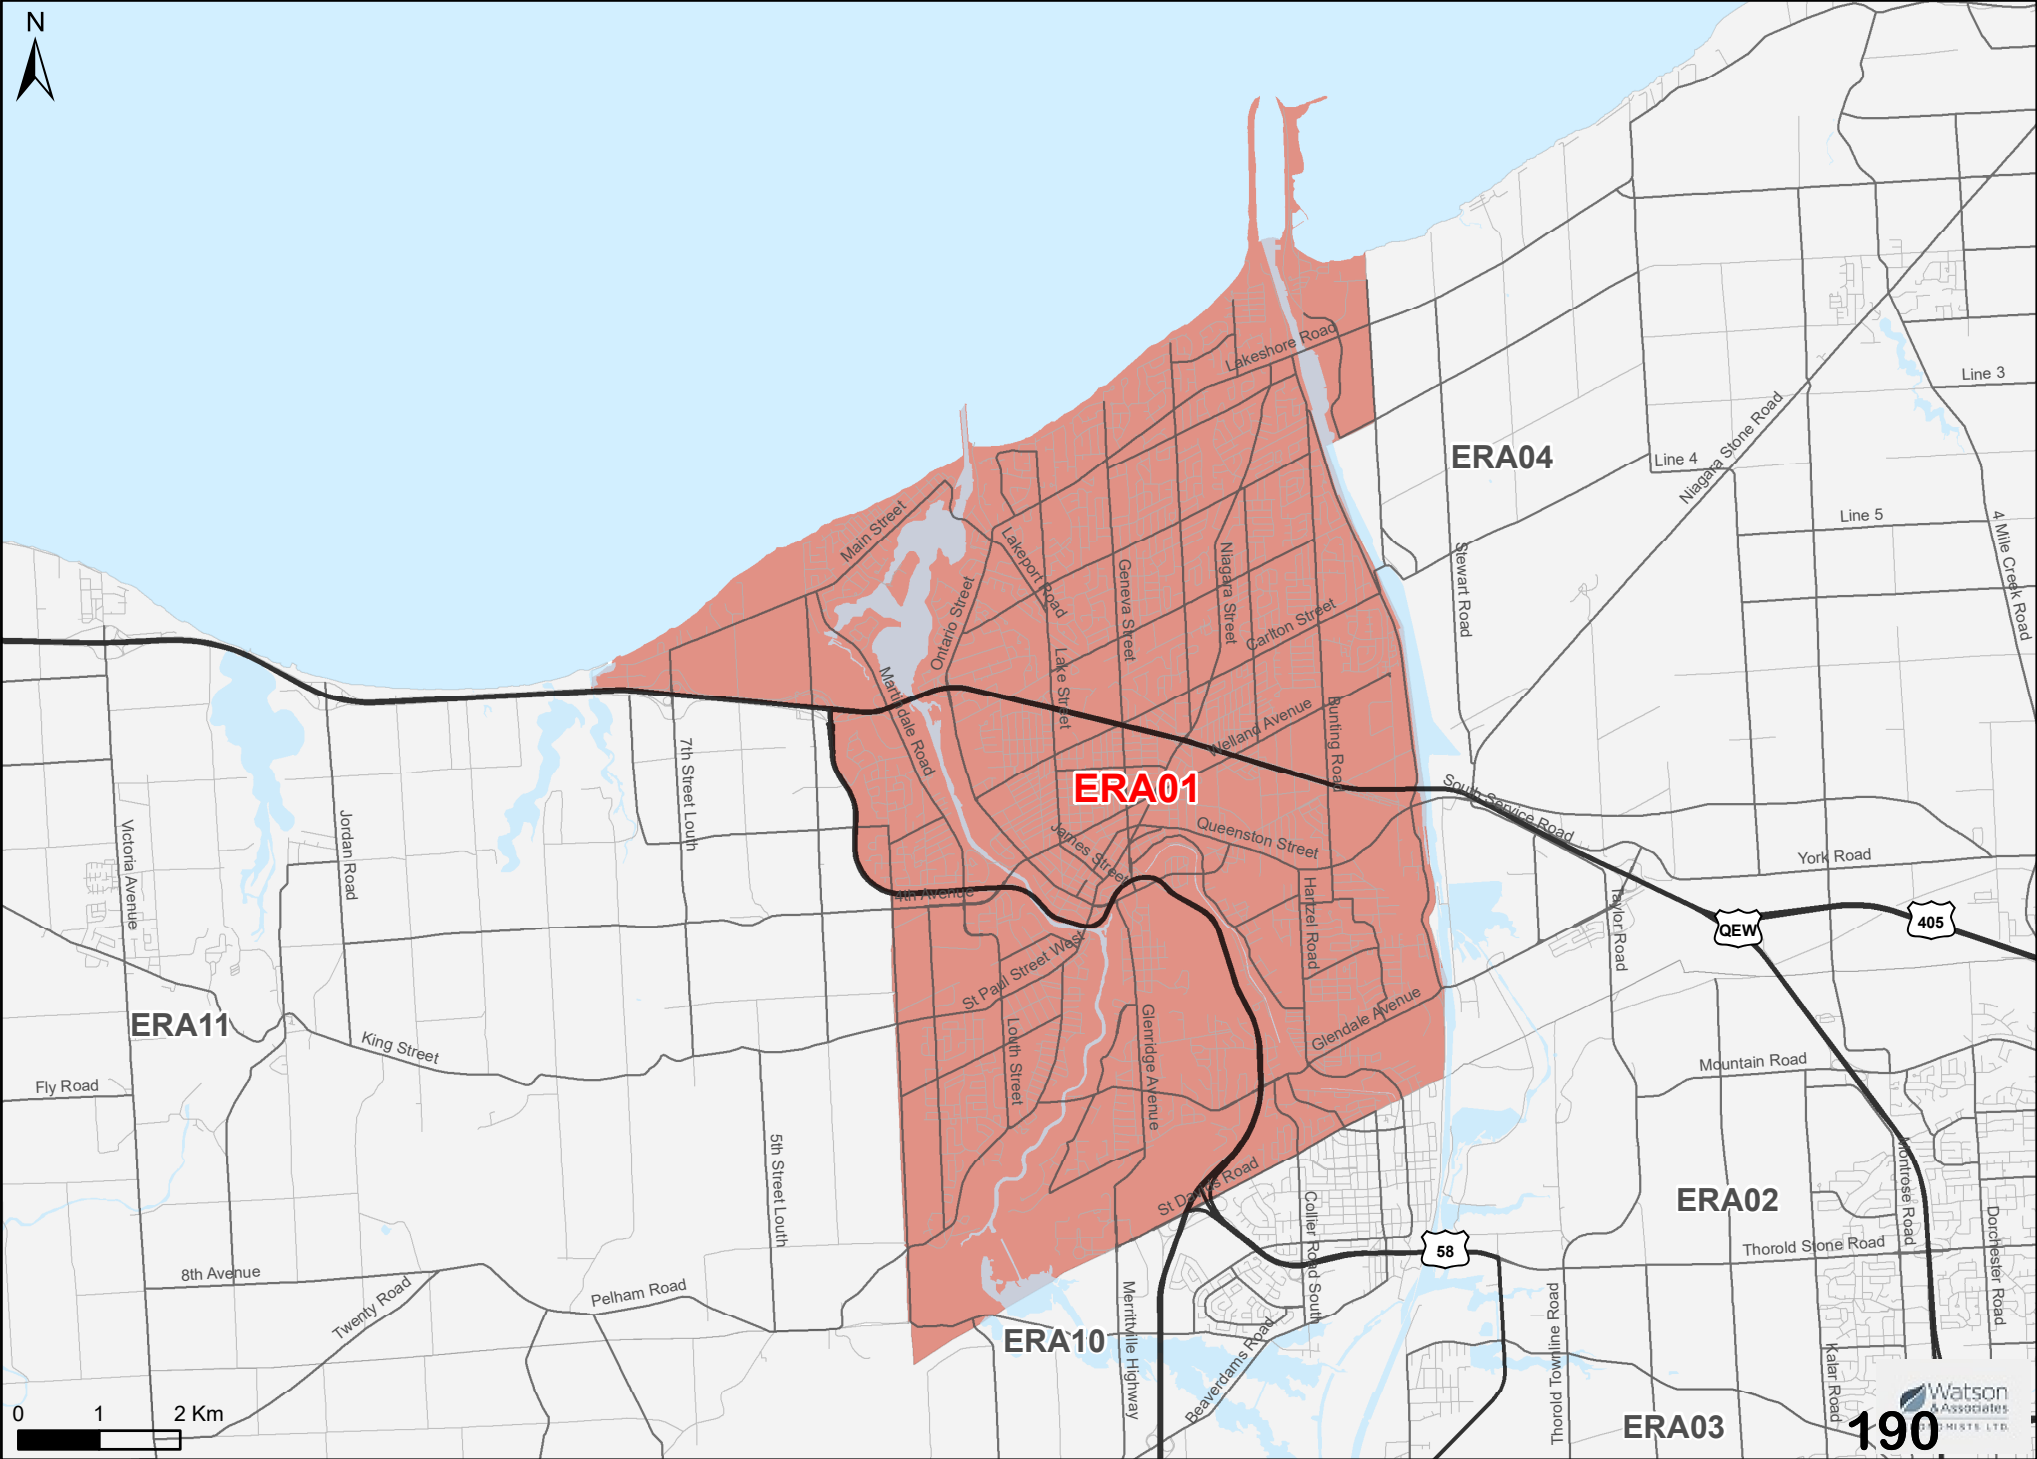 N
Lakeshore Road
Line 3
ERA04
Line 4
Niagara Stone Road
Main Street
Line 5
4 Mile Creek Road
Lakeport Road
Ontario Street
Geneva Street
Niagara Street
Carlton Street
Stewart Road
Lake Street
Martindale Road
Bunting Road
Welland Avenue
7th Street Louth
ERA01
South Service Road
Victoria Avenue
Jordan Road
James Street
Queenston Street
York Road
4th Avenue
Hartzel Road
Taylor Road
QEW
405
St Paul Street West
ERA11
King Street
Louth Street
Glenridge Avenue
Glendale Avenue
Mountain Road
Fly Road
5th Street Louth
St Davids Road
Collier Road South
ERA02
Montrose Road
Dorchester Road
58
Thorold Stone Road
8th Avenue
Twenty Road
Pelham Road
Merrittville Highway
ERA10
Beaverdams Road
Thorold Townline Road
Kalar Road
ERA03
0 1 2 Km
Watson
& Associates
190